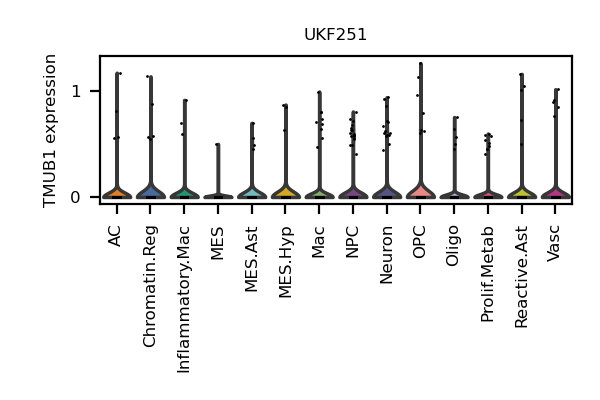 UKF251
TMUB1 expression
1
0
AC
Chromatin.Reg
Inflammatory.Mac
MES
MES.Ast
MES.Hyp
Mac
NPC
Neuron
OPC
Oligo
Prolif.Metab
Reactive.Ast
Vasc